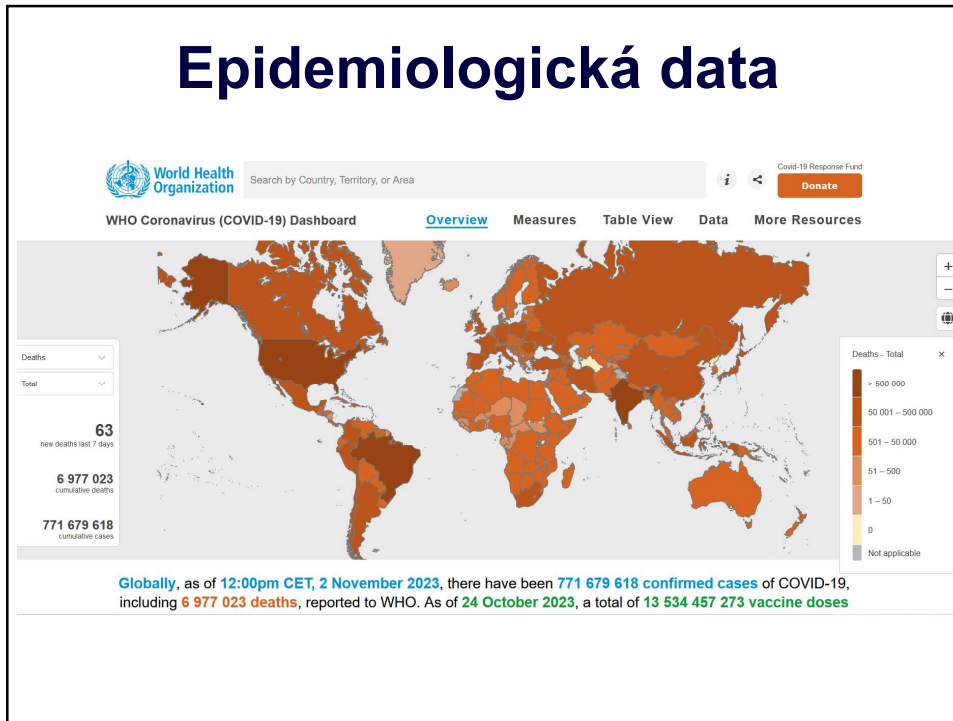 Epidemiologická data
World Health
Organization
Search by Country, Territory, or Area
i
Covid-19 Response Fund
Donate
WHO Coronavirus (COVID-19) Dashboard
Overview Measures Table View Data More Resources
+
−
Deaths
Total
63
new deaths last 7 days
6 977 023
cumulative deaths
771 679 618
cumulative cases
Deaths - Total ×
> 600 000
50 001 – 500 000
501 – 50 000
51 – 500
1 – 50
0
Not applicable
Globally, as of 12:00pm CET, 2 November 2023, there have been 771 679 618 confirmed cases of COVID-19,
including 6 977 023 deaths, reported to WHO. As of 24 October 2023, a total of 13 534 457 273 vaccine doses